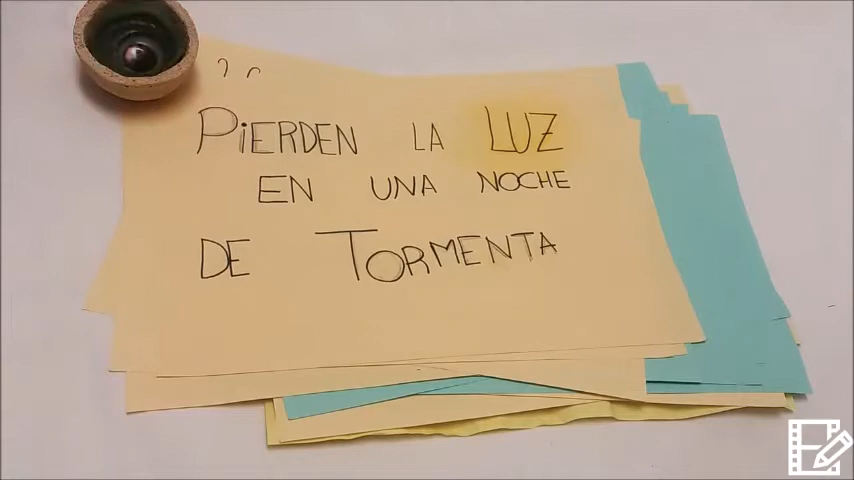 PIERDEN LA LUZ
EN UNA NOCHE
DE TORMENTA